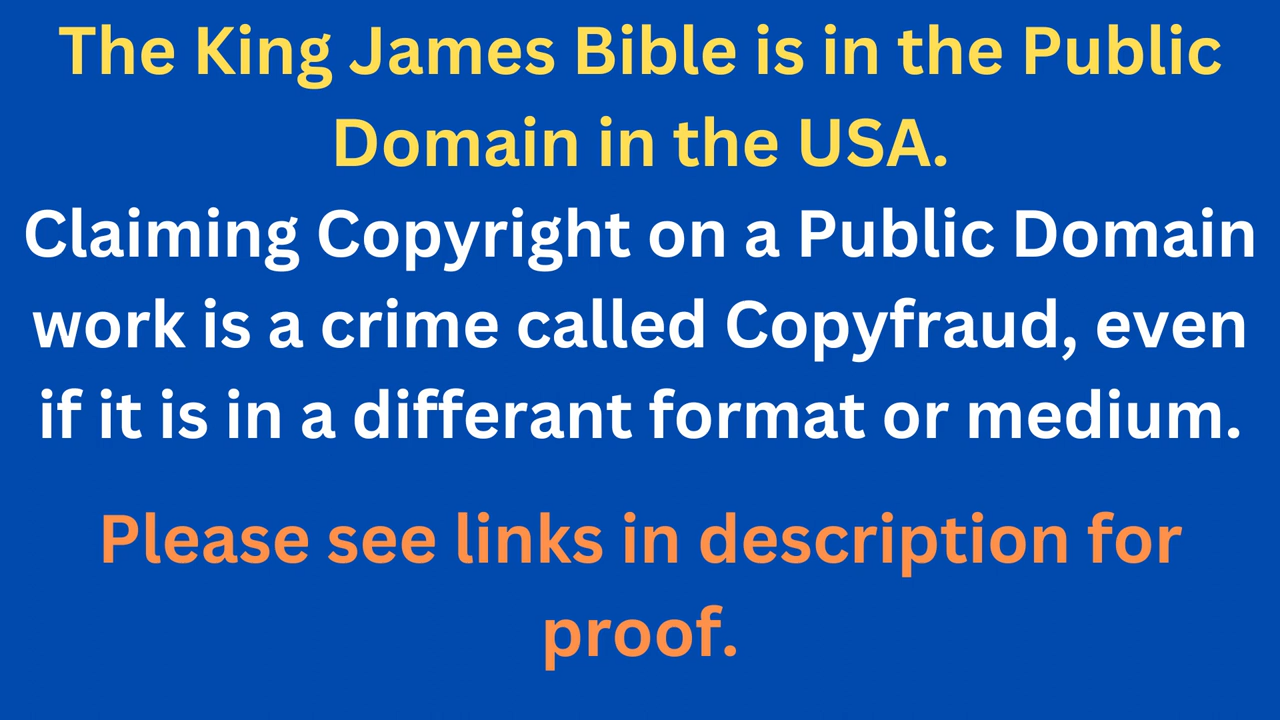 The King James Bible is in the Public
Domain in the USA.
Claiming Copyright on a Public Domain
work is a crime called Copyfraud, even
if it is in a differant format or medium.
Please see links in description for
proof.